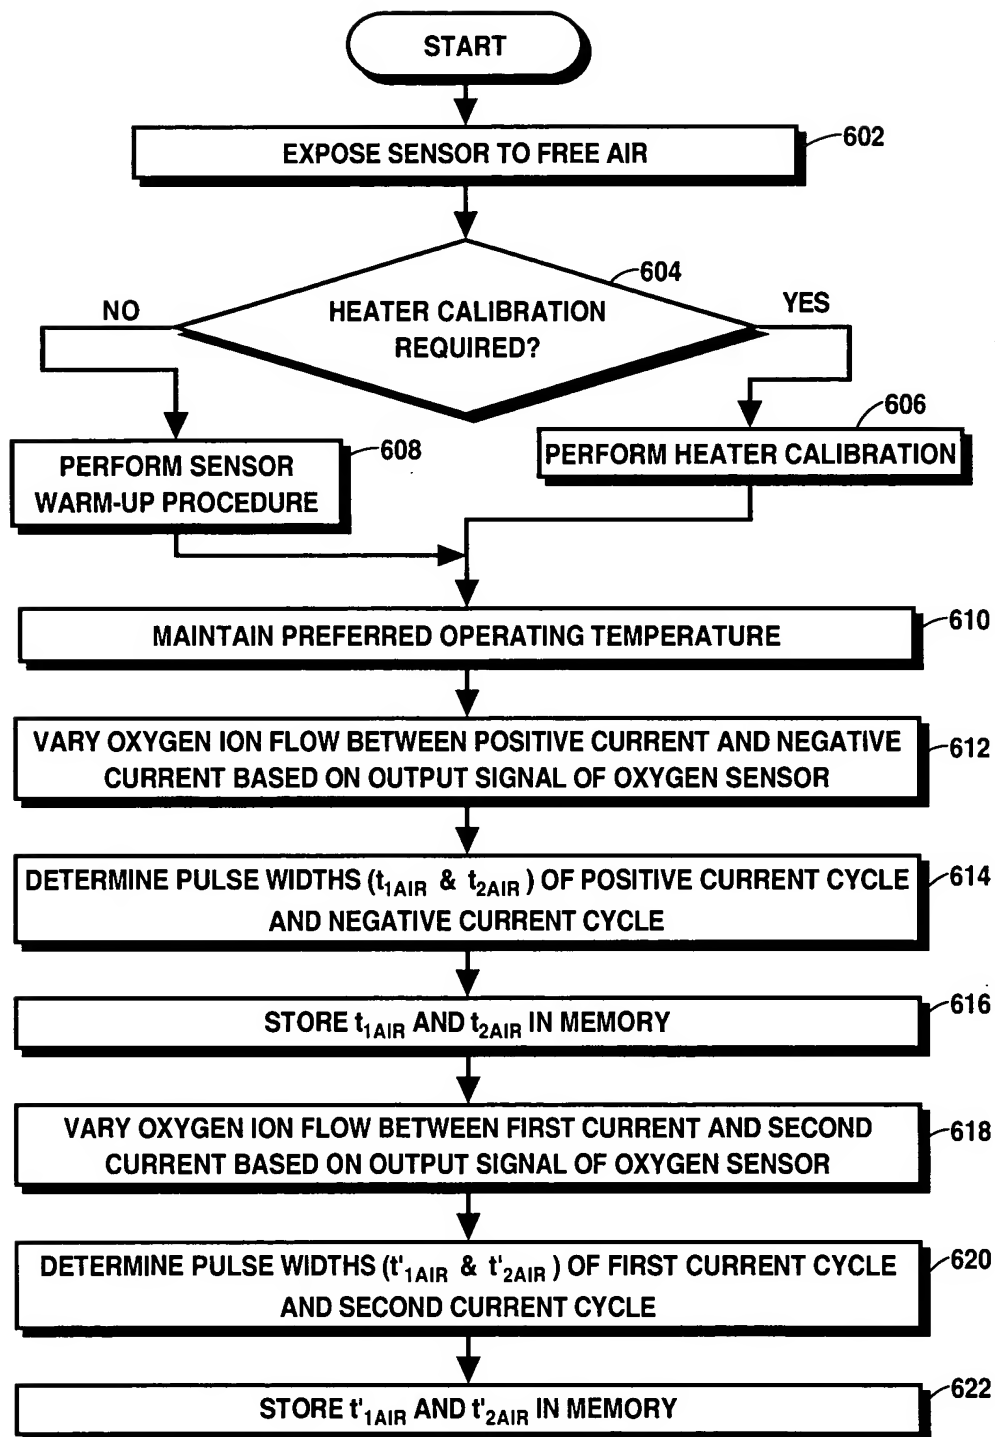 START
EXPOSE SENSOR TO FREE AIR
602
604
HEATER CALIBRATION
REQUIRED?
NO
YES
606
PERFORM HEATER CALIBRATION
608
PERFORM SENSOR
WARM-UP PROCEDURE
MAINTAIN PREFERRED OPERATING TEMPERATURE
610
VARY OXYGEN ION FLOW BETWEEN POSITIVE CURRENT AND NEGATIVE
CURRENT BASED ON OUTPUT SIGNAL OF OXYGEN SENSOR
612
DETERMINE PULSE WIDTHS (t1AIR & t2AIR) OF POSITIVE CURRENT CYCLE
AND NEGATIVE CURRENT CYCLE
614
STORE t1AIR AND t2AIR IN MEMORY
616
VARY OXYGEN ION FLOW BETWEEN FIRST CURRENT AND SECOND
CURRENT BASED ON OUTPUT SIGNAL OF OXYGEN SENSOR
618
DETERMINE PULSE WIDTHS (t'1AIR & t'2AIR) OF FIRST CURRENT CYCLE
AND SECOND CURRENT CYCLE
620
STORE t'1AIR AND t'2AIR IN MEMORY
622